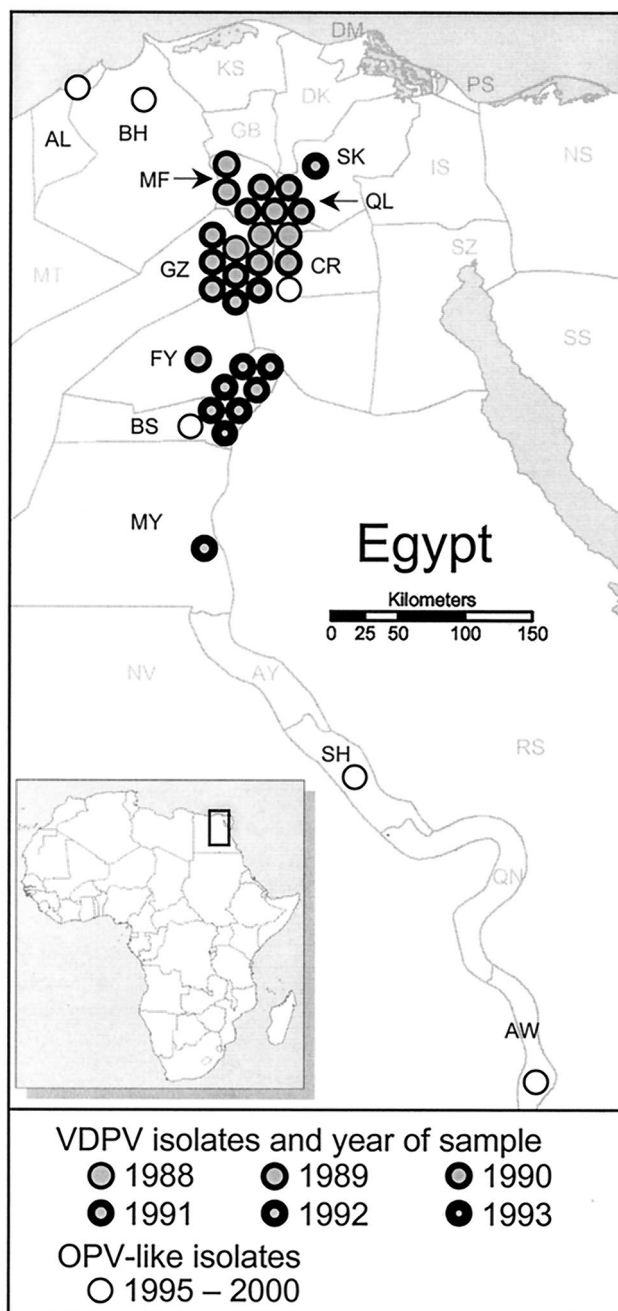 DM
KS
DK
PS
AL
BH
GB
SK
IS
NS
MF
QL
MT
GZ
CR
SZ
SS
FY
BS
MY
Egypt
Kilometers
0 25 50 100 150
NV
AY
SH
RS
QN
AW
VDPV isolates and year of sample
1988 1989 1990
1991 1992 1993
OPV-like isolates
1995 – 2000